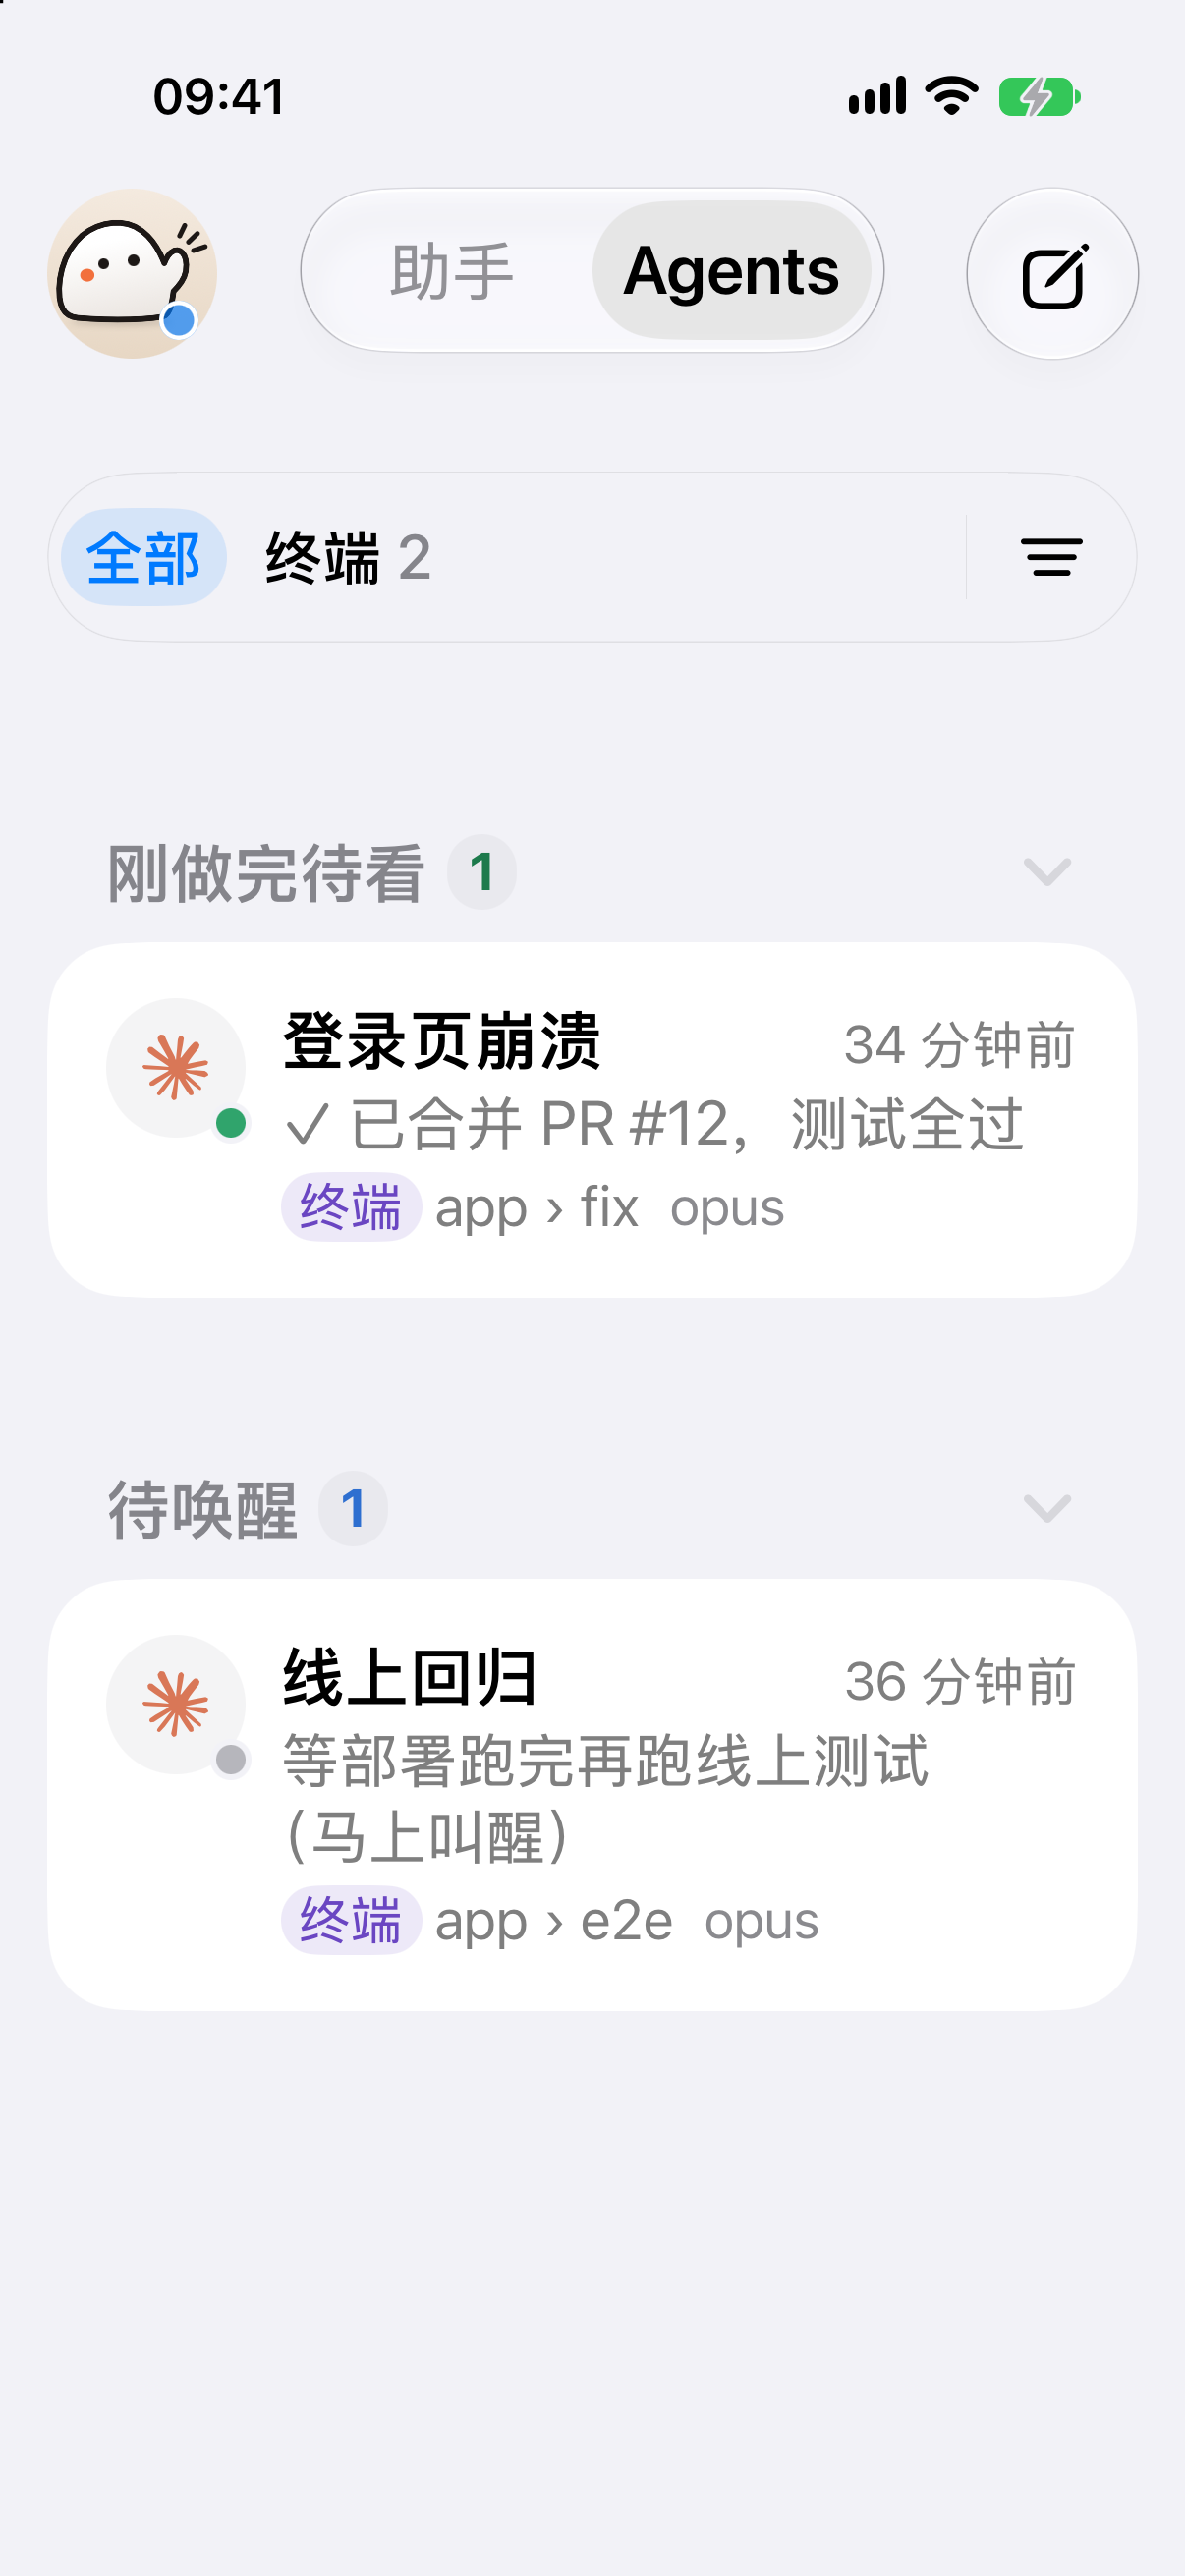 09:41
助手 Agents
全部 终端 2
刚做完待看 1
登录页崩溃 34 分钟前
✓ 已合并 PR #12，测试全过
终端 app › fix opus
待唤醒 1
线上回归 36 分钟前
等部署跑完再跑线上测试
（马上叫醒）
终端 app › e2e opus